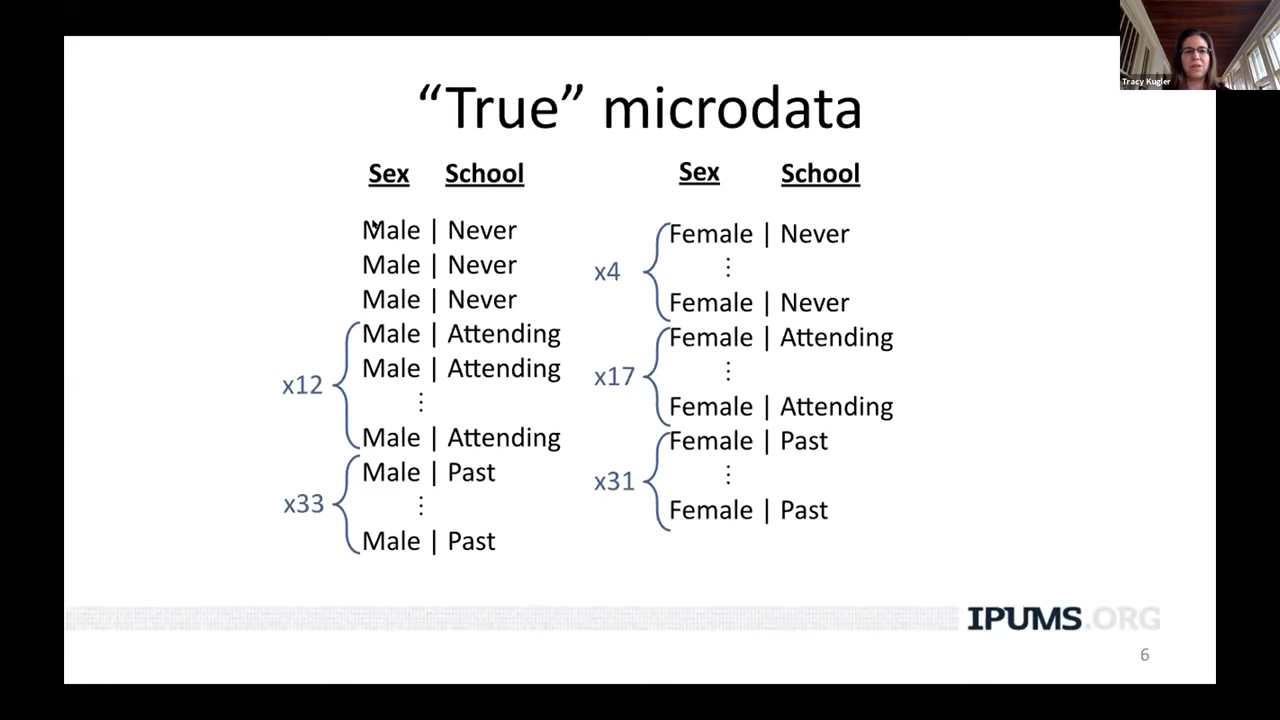 Tracy Kugler
“True” microdata
Sex School
Male | Never
Male | Never
Male | Never
x12
Male | Attending
Male | Attending
⋮
Male | Attending
x33
Male | Past
⋮
Male | Past
Sex School
x4
Female | Never
⋮
Female | Never
x17
Female | Attending
⋮
Female | Attending
x31
Female | Past
⋮
Female | Past
IPUMS.ORG
6